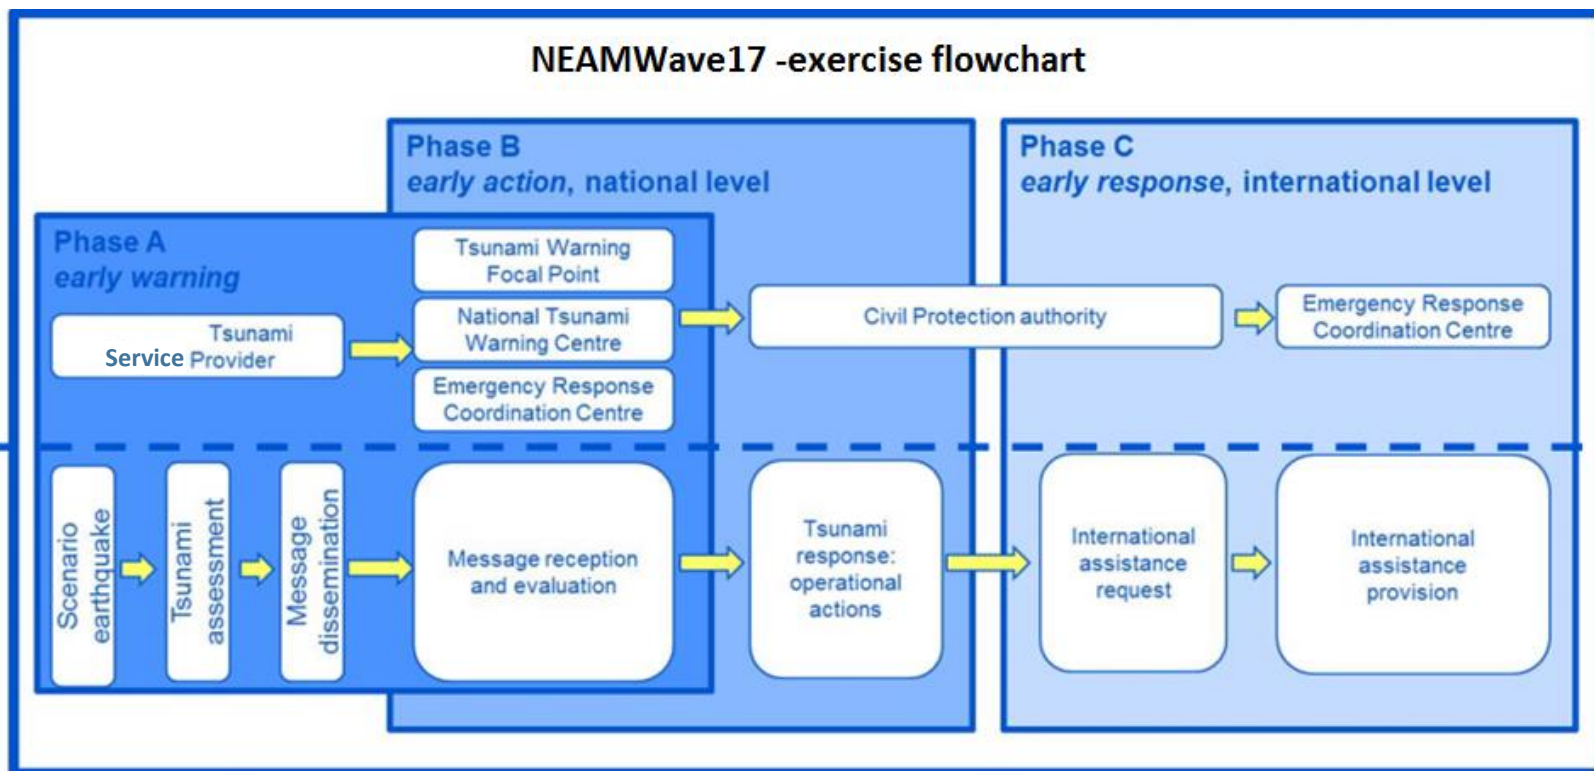 NEAMWave17 -exercise flowchart
Phase B
early action, national level
Phase C
early response, international level
Phase A
early warning
Tsunami Warning
Focal Point
Tsunami
Service Provider
National Tsunami
Warning Centre
Emergency Response
Coordination Centre
Civil Protection authority
Emergency Response
Coordination Centre
Scenario
earthquake
Tsunami
assessment
Message
dissemination
Message reception
and evaluation
Tsunami
response:
operational
actions
International
assistance
request
International
assistance
provision